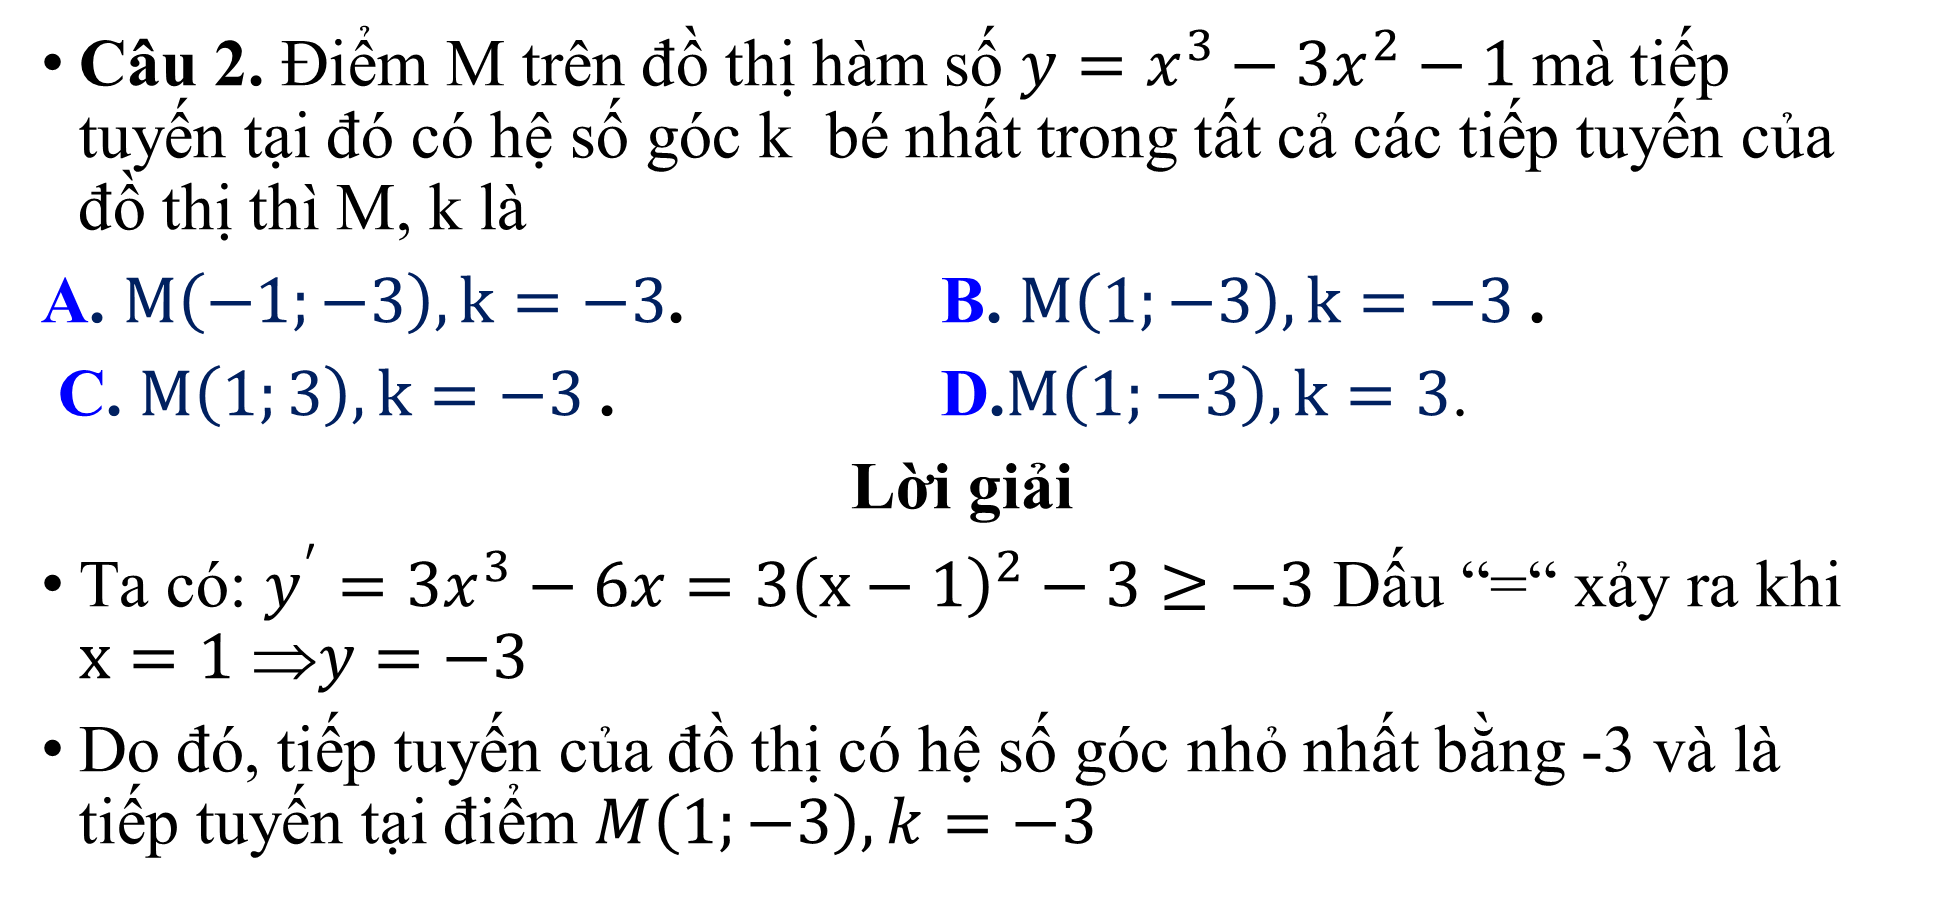 • Câu 2. Điểm M trên đồ thị hàm số y = x³ − 3x² − 1 mà tiếp
tuyến tại đó có hệ số góc k bé nhất trong tất cả các tiếp tuyến của
đồ thị thì M, k là
A. M(−1; −3), k = −3. B. M(1; −3), k = −3 .
C. M(1; 3), k = −3 . D.M(1; −3), k = 3.
Lời giải
• Ta có: y′ = 3x³ − 6x = 3(x − 1)² − 3 ≥ −3 Dấu “=“ xảy ra khi
x = 1 ⟹y = −3
• Do đó, tiếp tuyến của đồ thị có hệ số góc nhỏ nhất bằng -3 và là
tiếp tuyến tại điểm M(1; −3), k = −3